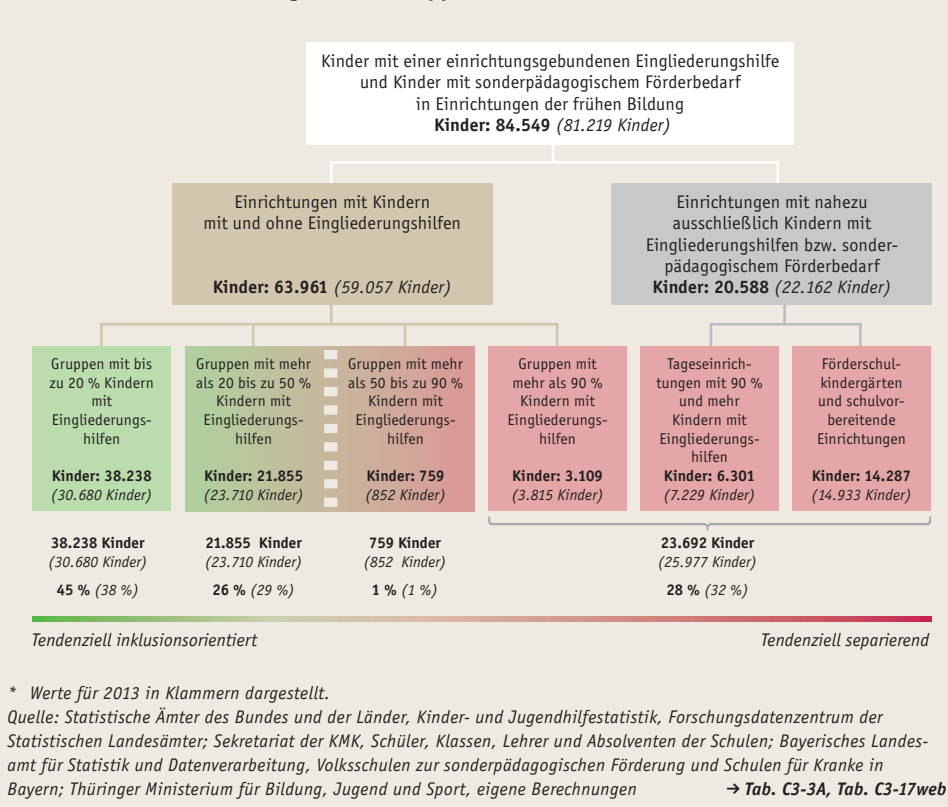 Kinder mit einer einrichtungsgebundenen Eingliederungshilfe
und Kinder mit sonderpädagogischem Förderbedarf
in Einrichtungen der frühen Bildung
Kinder: 84.549 (81.219 Kinder)
Einrichtungen mit Kindern
mit und ohne Eingliederungshilfen
Kinder: 63.961 (59.057 Kinder)
Einrichtungen mit nahezu
ausschließlich Kindern mit
Eingliederungshilfen bzw. sonder-
pädagogischem Förderbedarf
Kinder: 20.588 (22.162 Kinder)
Gruppen mit bis
zu 20 % Kindern
mit
Eingliederungs-
hilfen
Kinder: 38.238
(30.680 Kinder)
Gruppen mit mehr
als 20 bis zu 50 %
Kindern mit
Eingliederungs-
hilfen
Kinder: 21.855
(23.710 Kinder)
Gruppen mit mehr
als 50 bis zu 90 %
Kindern mit
Eingliederungs-
hilfen
Kinder: 759
(852 Kinder)
Gruppen mit
mehr als 90 %
Kindern mit
Eingliederungs-
hilfen
Kinder: 3.109
(3.815 Kinder)
Tageseinrich-
tungen mit 90 %
und mehr
Kindern mit
Eingliederungs-
hilfen
Kinder: 6.301
(7.229 Kinder)
Förderschul-
kindergärten
und schulvor-
bereitende
Einrichtungen
Kinder: 14.287
(14.933 Kinder)
38.238 Kinder
(30.680 Kinder)
45 % (38 %)
21.855 Kinder
(23.710 Kinder)
26 % (29 %)
759 Kinder
(852 Kinder)
1 % (1 %)
23.692 Kinder
(25.977 Kinder)
28 % (32 %)
Tendenziell inklusionsorientiert
Tendenziell separierend
* Werte für 2013 in Klammern dargestellt.
Quelle: Statistische Ämter des Bundes und der Länder, Kinder- und Jugendhilfestatistik, Forschungsdatenzentrum der
Statistischen Landesämter; Sekretariat der KMK, Schüler, Klassen, Lehrer und Absolventen der Schulen; Bayerisches Landes-
amt für Statistik und Datenverarbeitung, Volksschulen zur sonderpädagogischen Förderung und Schulen für Kranke in
Bayern; Thüringer Ministerium für Bildung, Jugend und Sport, eigene Berechnungen → Tab. C3-3A, Tab. C3-17web